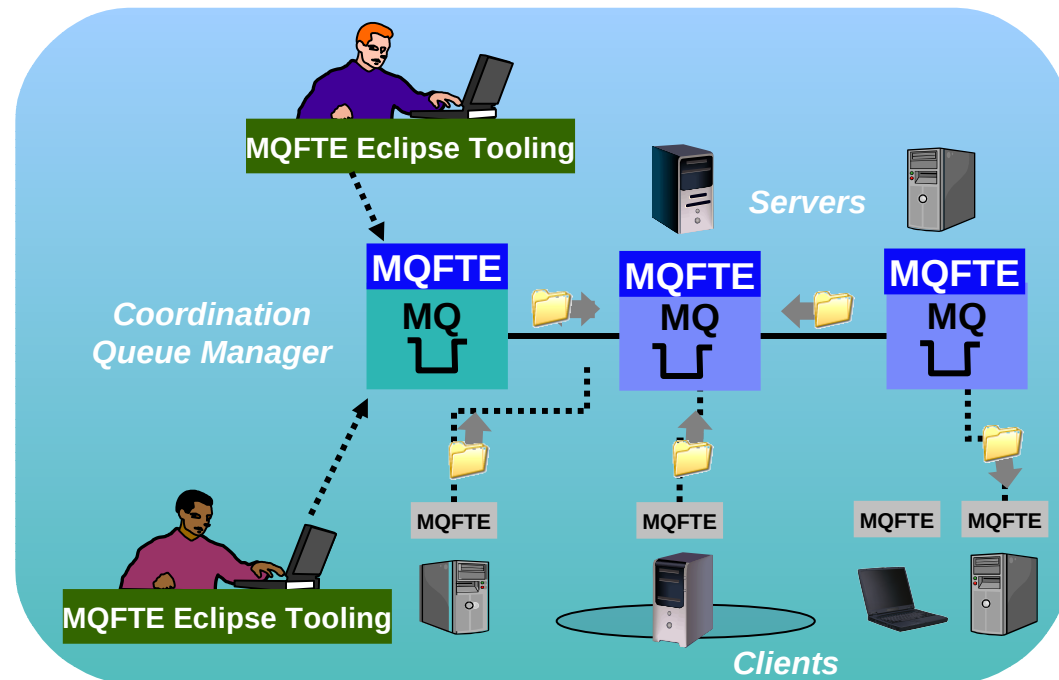 MQFTE Eclipse Tooling
Servers
MQFTE
MQFTE
MQFTE
Coordination
Queue Manager
MQ
MQ
MQ
MQFTE
MQFTE
MQFTE
MQFTE
MQFTE Eclipse Tooling
Clients